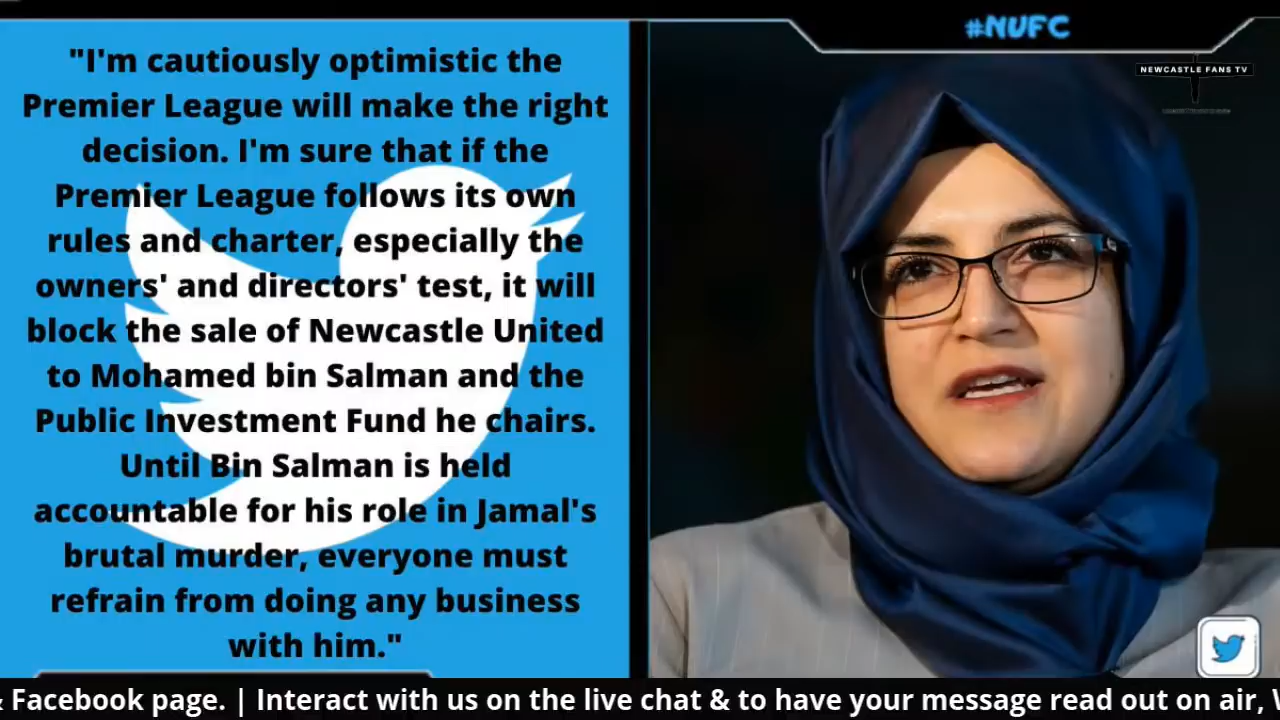 "I'm cautiously optimistic the
Premier League will make the right
decision. I'm sure that if the
Premier League follows its own
rules and charter, especially the
owners' and directors' test, it will
block the sale of Newcastle United
to Mohamed bin Salman and the
Public Investment Fund he chairs.
Until Bin Salman is held
accountable for his role in Jamal's
brutal murder, everyone must
refrain from doing any business
with him."
#NUFC
NEWCASTLE FANS TV
Facebook page. | Interact with us on the live chat & to have your message read out on air,